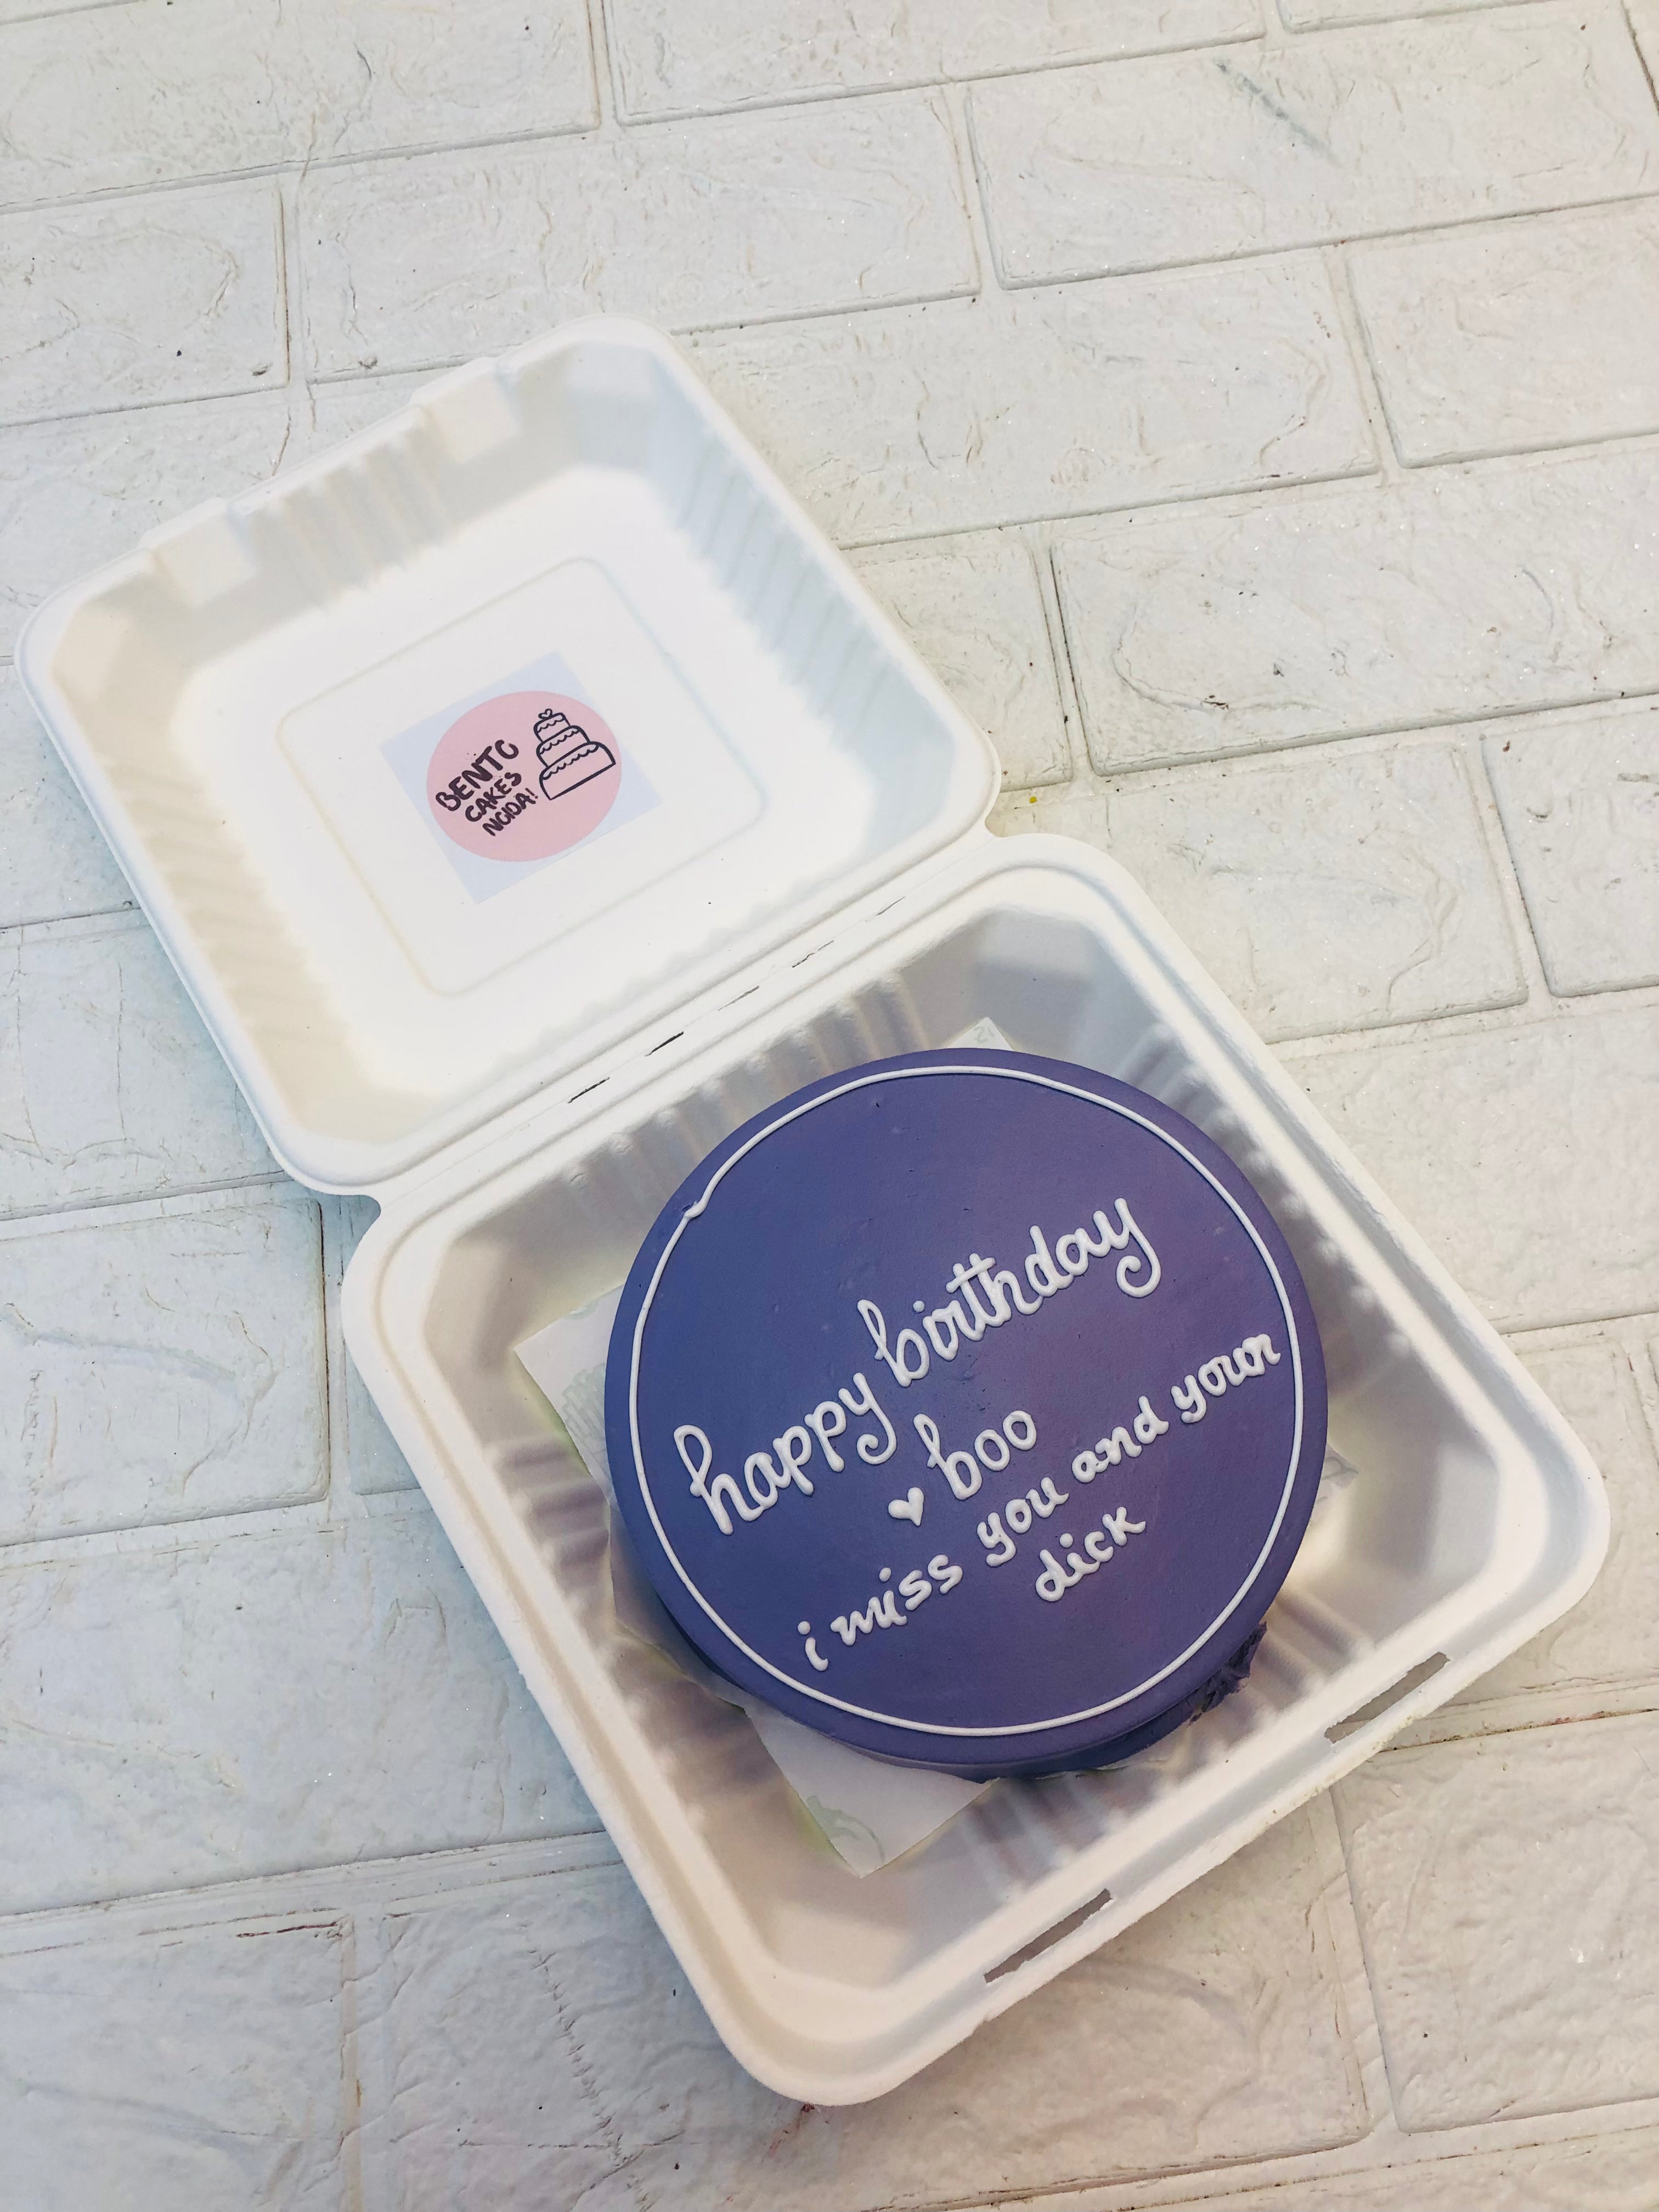 BENTO
CAKES
NOIDA!
happy birthday
♥ boo
i miss you and your
dick